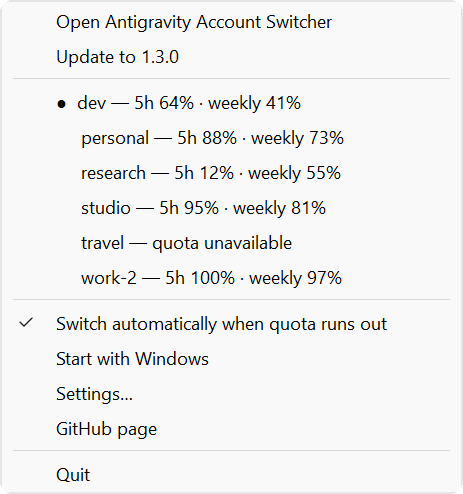 Open Antigravity Account Switcher
Update to 1.3.0
● dev — 5h 64% · weekly 41%
personal — 5h 88% · weekly 73%
research — 5h 12% · weekly 55%
studio — 5h 95% · weekly 81%
travel — quota unavailable
work-2 — 5h 100% · weekly 97%
✓ Switch automatically when quota runs out
Start with Windows
Settings...
GitHub page
Quit